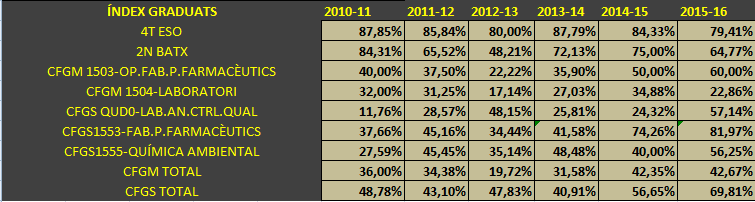 ÍNDEX GRADUATS 2010-11 2011-12 2012-13 2013-14 2014-15 2015-16
4T ESO 87,85% 85,84% 80,00% 87,79% 84,33% 79,41%
2N BATX 84,31% 65,52% 48,21% 72,13% 75,00% 64,77%
CFGM 1503-OP.FAB.P.FARMACÈUTICS 40,00% 37,50% 22,22% 35,90% 50,00% 60,00%
CFGM 1504-LABORATORI 32,00% 31,25% 17,14% 27,03% 34,88% 22,86%
CFGS QUD0-LAB.AN.CTRL.QUAL 11,76% 28,57% 48,15% 25,81% 24,32% 57,14%
CFGS1553-FAB.P.FARMACÈUTICS 37,66% 45,16% 34,44% 41,58% 74,26% 81,97%
CFGS1555-QUÍMICA AMBIENTAL 27,59% 45,45% 35,14% 48,48% 40,00% 56,25%
CFGM TOTAL 36,00% 34,38% 19,72% 31,58% 42,35% 42,67%
CFGS TOTAL 48,78% 43,10% 47,83% 40,91% 56,65% 69,81%